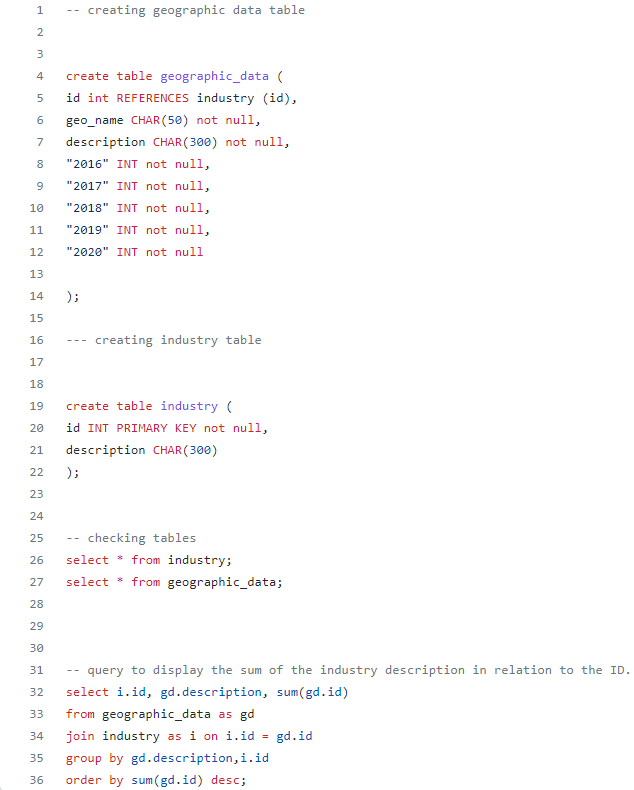 1 -- creating geographic data table
2
3
4 create table geographic_data (
5 id int REFERENCES industry (id),
6 geo_name CHAR(50) not null,
7 description CHAR(300) not null,
8 "2016" INT not null,
9 "2017" INT not null,
10 "2018" INT not null,
11 "2019" INT not null,
12 "2020" INT not null
13
14 );
15
16 --- creating industry table
17
18
19 create table industry (
20 id INT PRIMARY KEY not null,
21 description CHAR(300)
22 );
23
24
25 -- checking tables
26 select * from industry;
27 select * from geographic_data;
28
29
30
31 -- query to display the sum of the industry description in relation to the ID.
32 select i.id, gd.description, sum(gd.id)
33 from geographic_data as gd
34 join industry as i on i.id = gd.id
35 group by gd.description,i.id
36 order by sum(gd.id) desc;